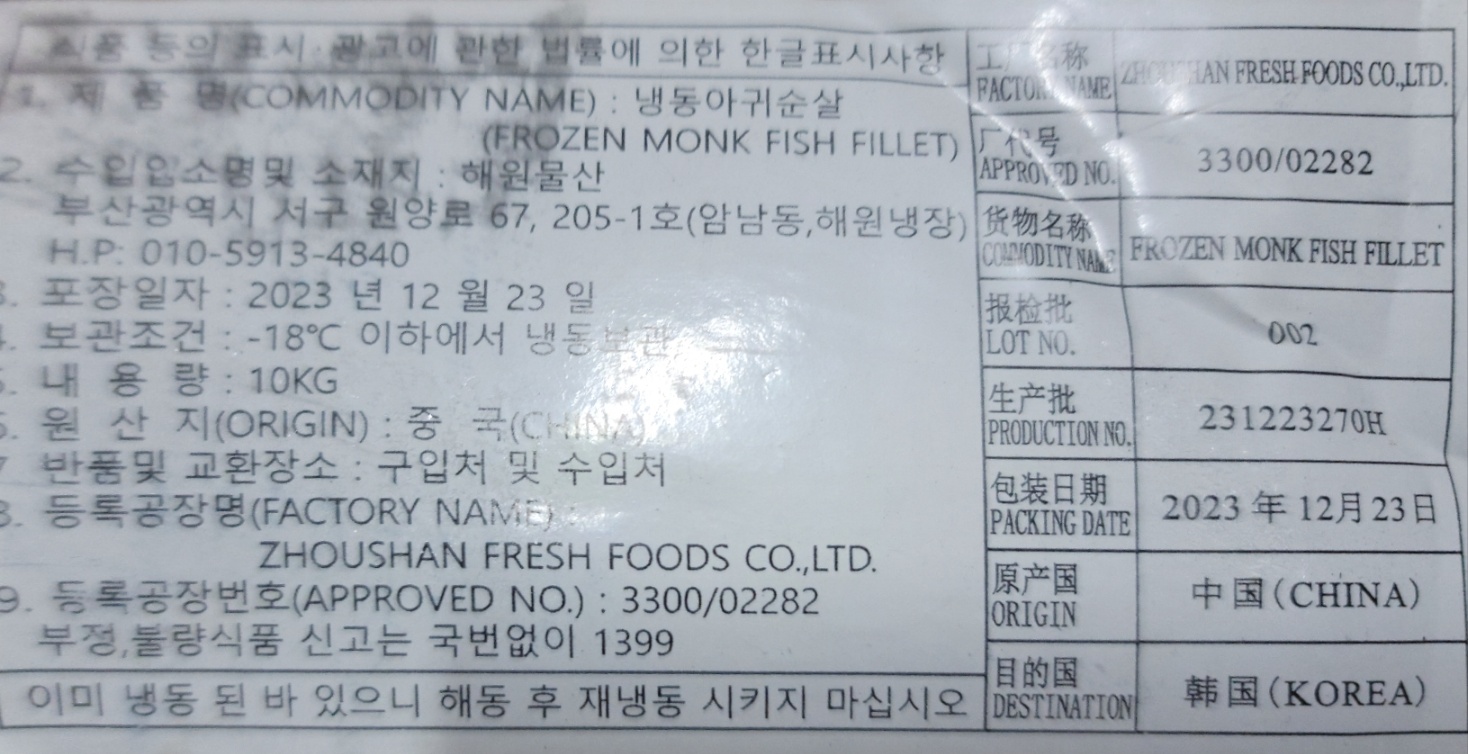 식품 등의 표시·광고에 관한 법률에 의한 한글표시사항
1. 제 품 명(COMMODITY NAME) : 냉동아귀순살
(FROZEN MONK FISH FILLET)
2. 수입입소명및 소재지 : 해원물산
부산광역시 서구 원양로 67, 205-1호(암남동,해원냉장)
H.P: 010-5913-4840
3. 포장일자 : 2023 년 12 월 23 일
4. 보관조건 : -18℃ 이하에서 냉동보관
5. 내 용 량 : 10KG
6. 원 산 지(ORIGIN) : 중 국(CHINA)
7 반품및 교환장소 : 구입처 및 수입처
8. 등록공장명(FACTORY NAME) :
ZHOUSHAN FRESH FOODS CO.,LTD.
9. 등록공장번호(APPROVED NO.) : 3300/02282
부정,불량식품 신고는 국번없이 1399
이미 냉동 된 바 있으니 해동 후 재냉동 시키지 마십시오
工厂名称
FACTORY NAME
ZHOUSHAN FRESH FOODS CO.,LTD.
厂代号
APPROVED NO.
3300/02282
货物名称
COMMODITY NAME
FROZEN MONK FISH FILLET
报检批
LOT NO.
002
生产批
PRODUCTION NO.
231223270H
包装日期
PACKING DATE
2023 年 12月 23日
原产国
ORIGIN
中国(CHINA)
目的国
DESTINATION
韩国(KOREA)